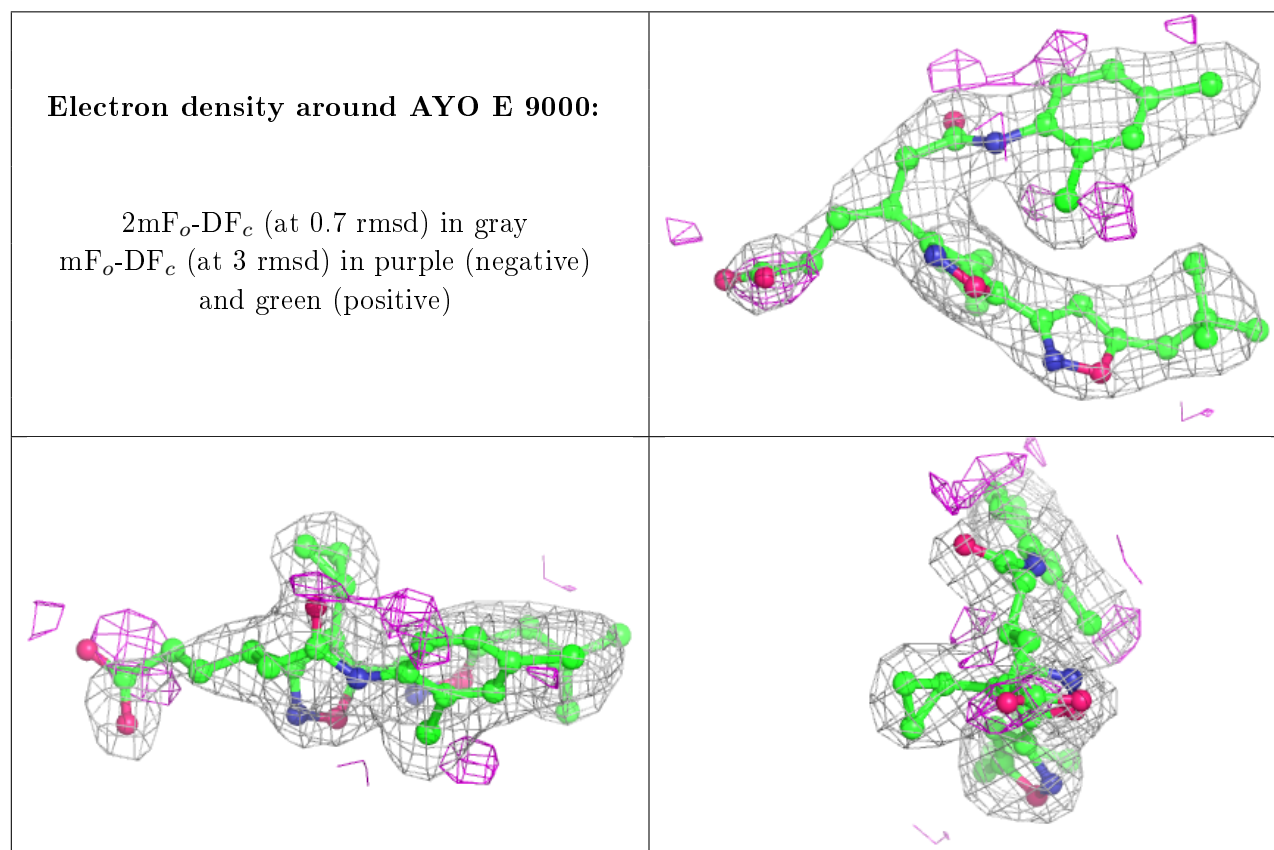 Electron density around AYO E 9000:
2mFₒ-DF𝒸 (at 0.7 rmsd) in gray
mFₒ-DF𝒸 (at 3 rmsd) in purple (negative)
and green (positive)